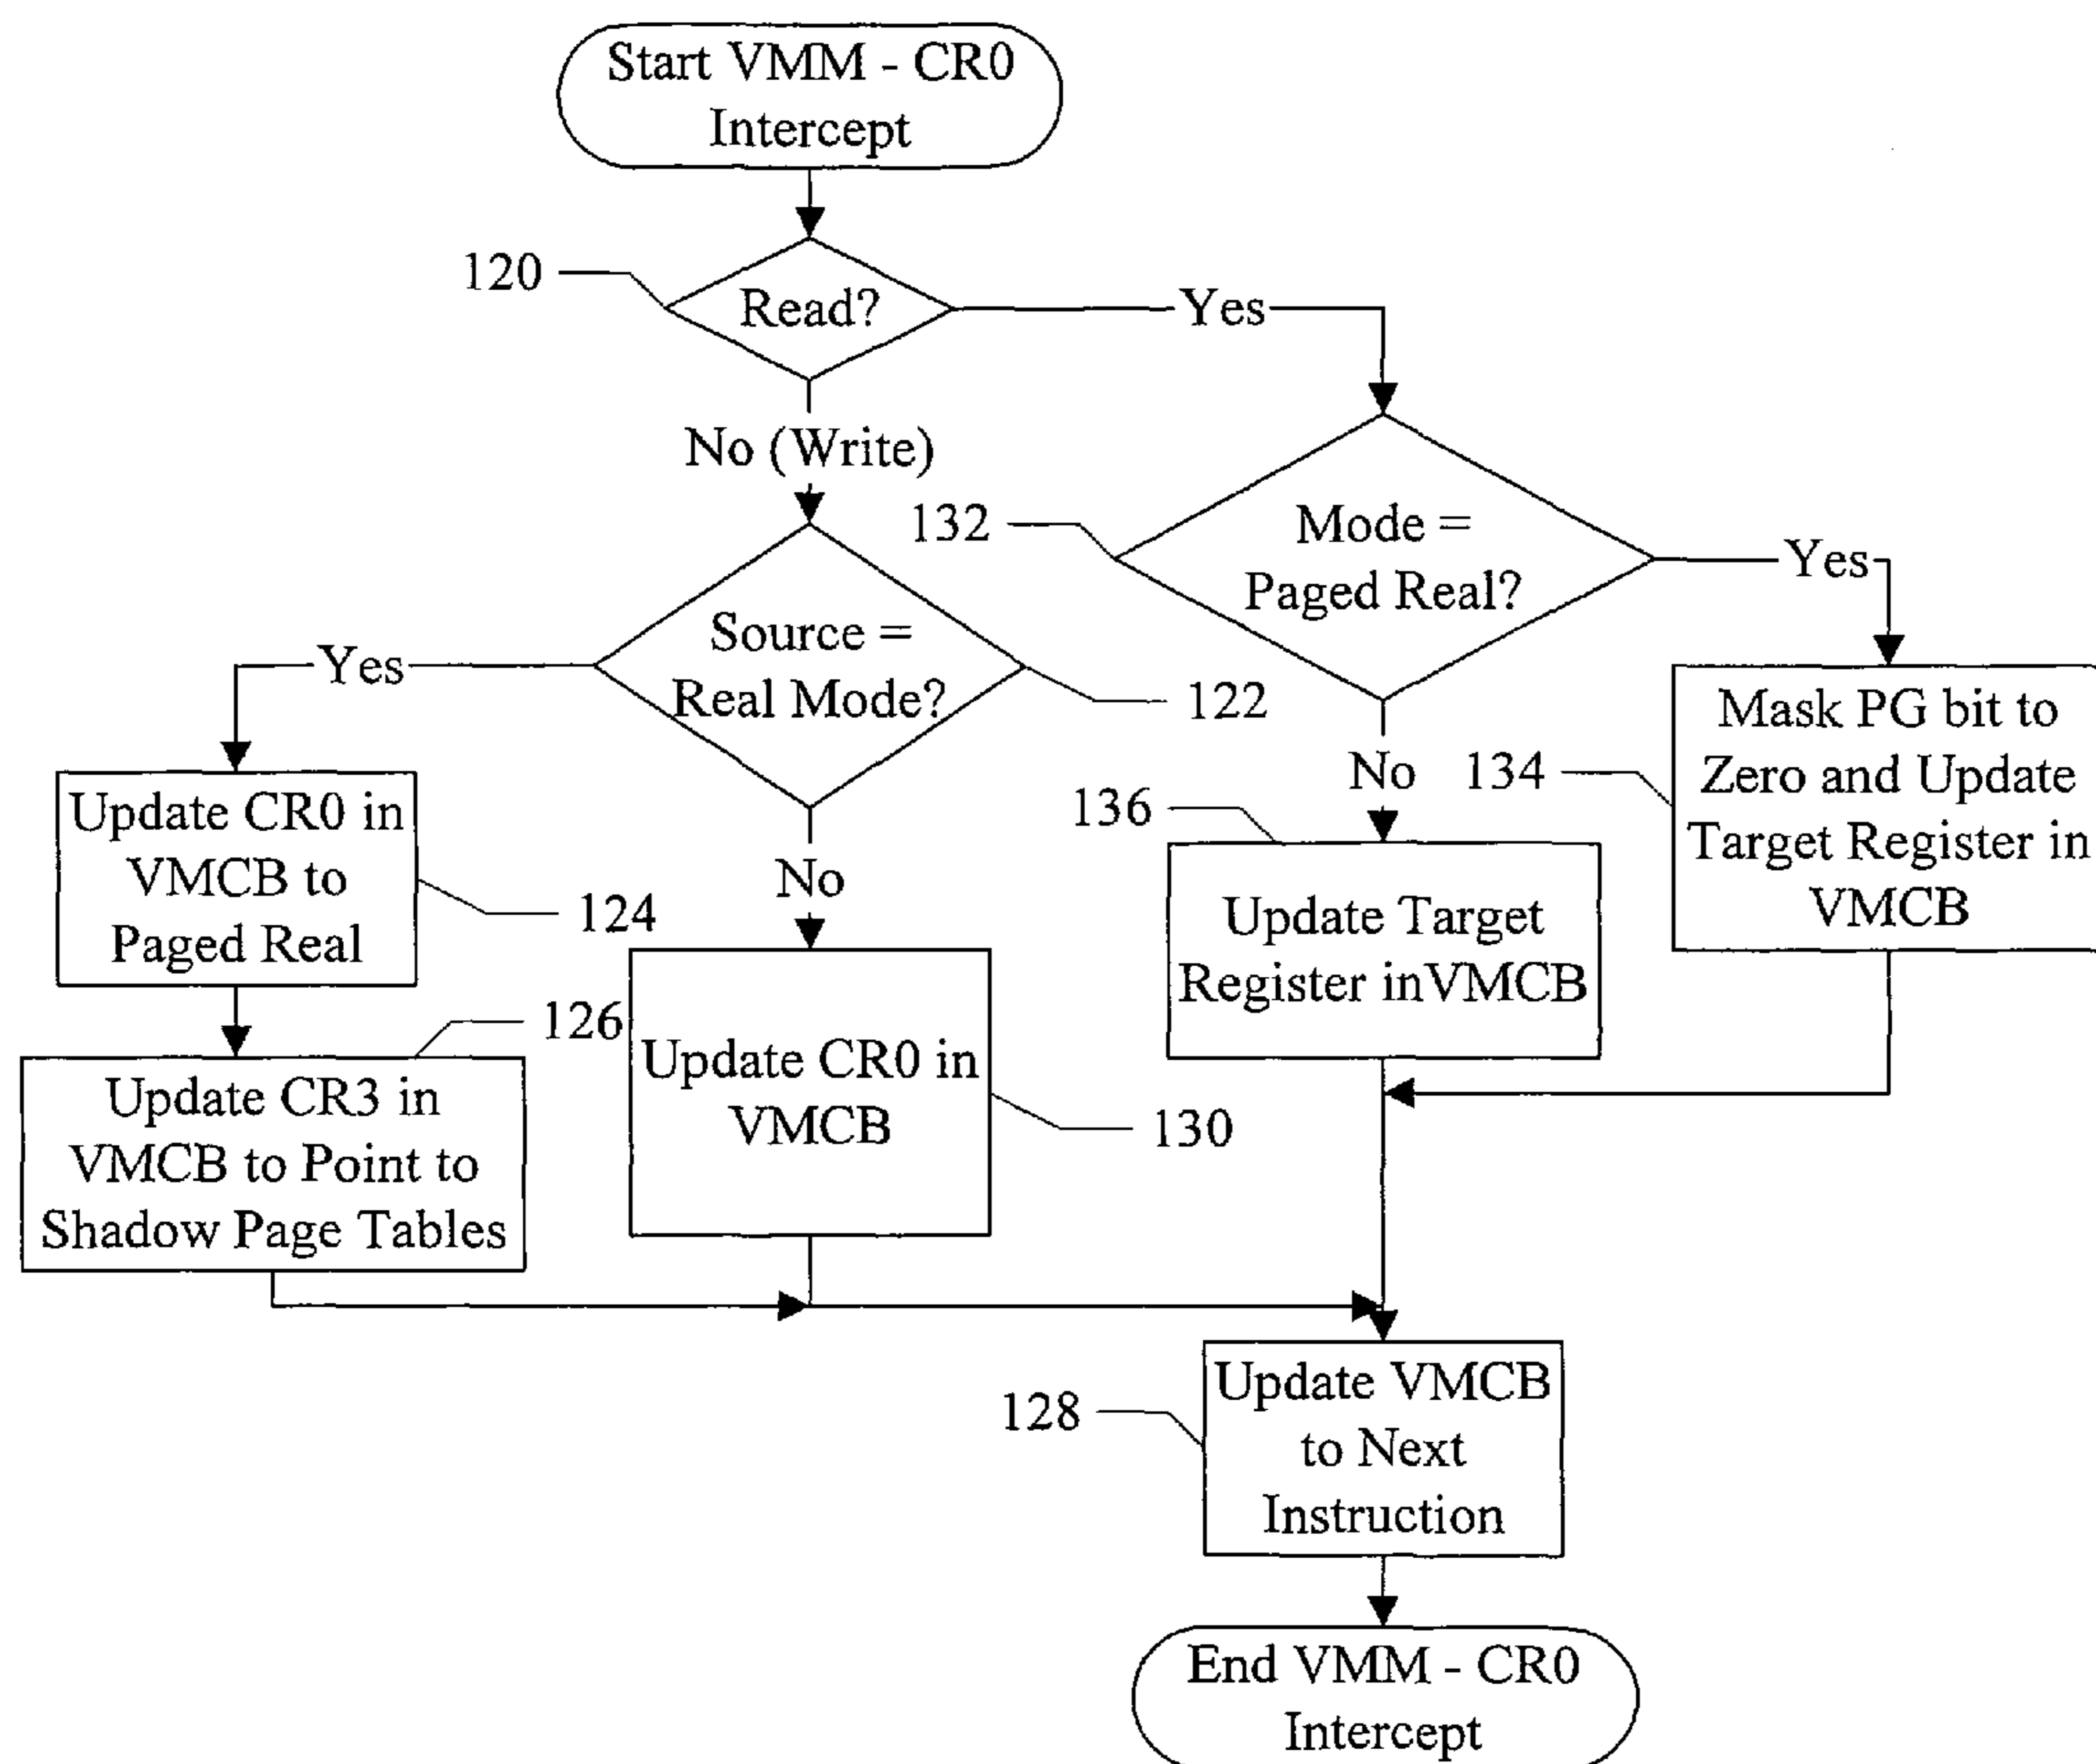 Start VMM - CR0
Intercept
120
Read?
Yes
No (Write)
132
Mode =
Paged Real?
Yes
Source =
Real Mode?
Yes
122
Mask PG bit to
Zero and Update
Target Register in
VMCB
134
No
136
Update CR0 in
VMCB to
Paged Real
124
No
Update Target
Register inVMCB
126
Update CR3 in
VMCB to Point to
Shadow Page Tables
Update CR0 in
VMCB
130
128
Update VMCB
to Next
Instruction
End VMM - CR0
Intercept